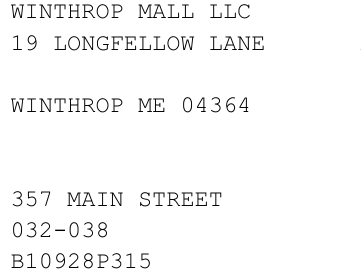 WINTHROP MALL LLC
19 LONGFELLOW LANE
WINTHROP ME 04364
357 MAIN STREET
032-038
B10928P315